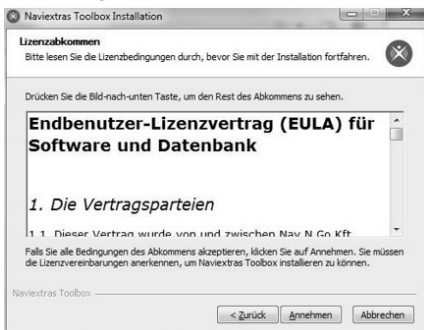 Naviextras Toolbox Installation
Lizenzabkommen
Bitte lesen Sie die Lizenzbedingungen durch, bevor Sie mit der Installation fortfahren.
Drücken Sie die Bild-nach-unten Taste, um den Rest des Abkommens zu sehen.
Endbenutzer-Lizenzvertrag (EULA) für
Software und Datenbank
1. Die Vertragsparteien
1.1. Dieser Vertrag wurde von und zwischen Nav N Go Kft
Falls Sie alle Bedingungen des Abkommens akzeptieren, klicken Sie auf Annehmen. Sie müssen
die Lizenzvereinbarungen anerkennen, um Naviextras Toolbox installieren zu können.
Naviextras Toolbox
< Zurück Annehmen Abbrechen